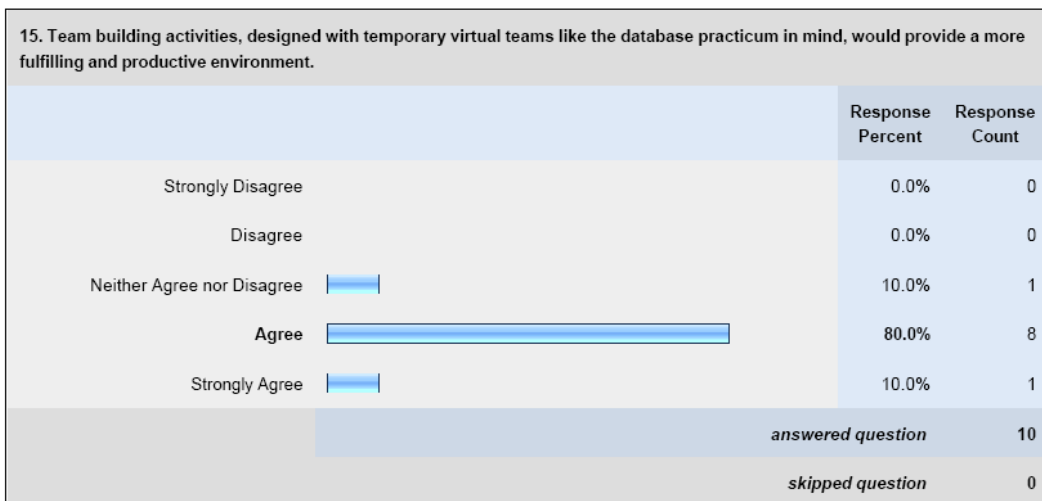 15. Team building activities, designed with temporary virtual teams like the database practicum in mind, would provide a more
fulfilling and productive environment.
Response Percent Response Count
Strongly Disagree 0.0% 0
Disagree 0.0% 0
Neither Agree nor Disagree 10.0% 1
Agree 80.0% 8
Strongly Agree 10.0% 1
answered question 10
skipped question 0